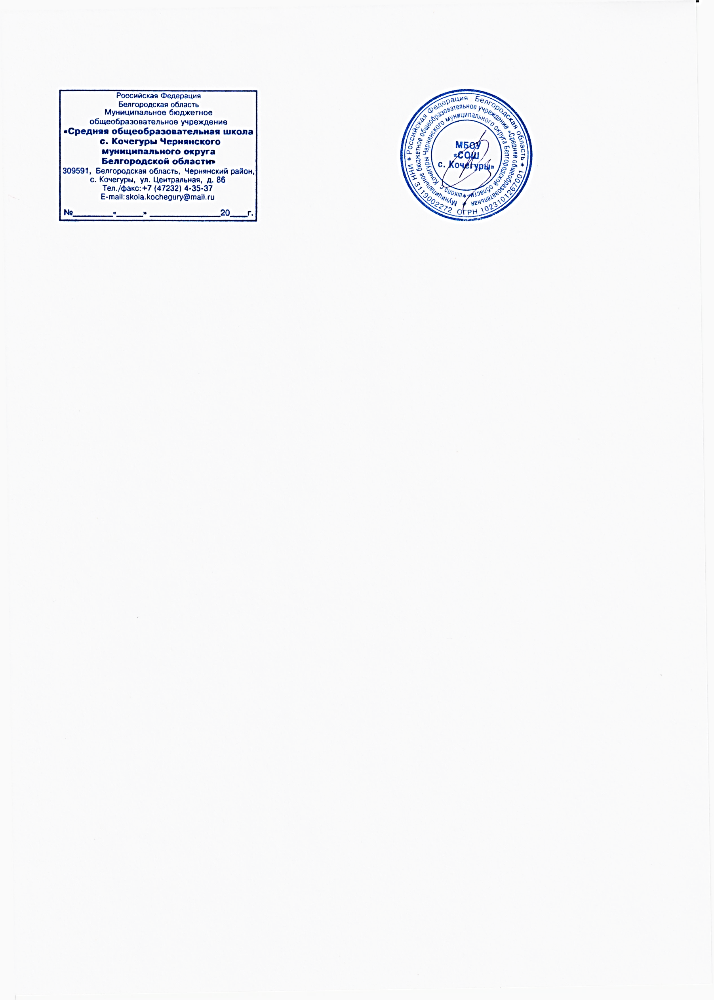 Российская Федерация
Белгородская область
Муниципальное бюджетное
общеобразовательное учреждение
«Средняя общеобразовательная школа
с. Кочегуры Чернянского
муниципального округа
Белгородской области»
309591, Белгородская область, Чернянский район,
с. Кочегуры, ул. Центральная, д. 86
Тел./факс:+7 (47232) 4-35-37
E-mail:skola.kochegury@mail.ru
№_________«______» ________________20____г.
* Российская Федерация Белгородская область *
ИНН 3119002272 ОГРН 1023101267001
* Муниципальное бюджетное общеобразовательное учреждение «Средняя общеобразовательная
* школа с. Кочегуры Чернянского муниципального округа Белгородской области»
МБОУ
«СОШ
с. Кочегуры»